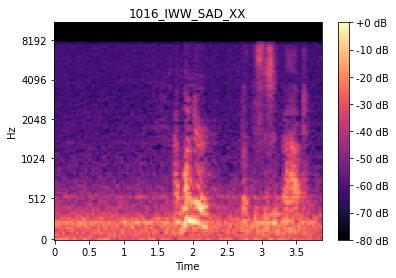 1016_IWW_SAD_XX
+0 dB
8192
-10 dB
4096
-20 dB
-30 dB
2048
Hz
-40 dB
1024
-50 dB
512
-60 dB
-70 dB
0
-80 dB
0 0.5 1 1.5 2 2.5 3 3.5
Time